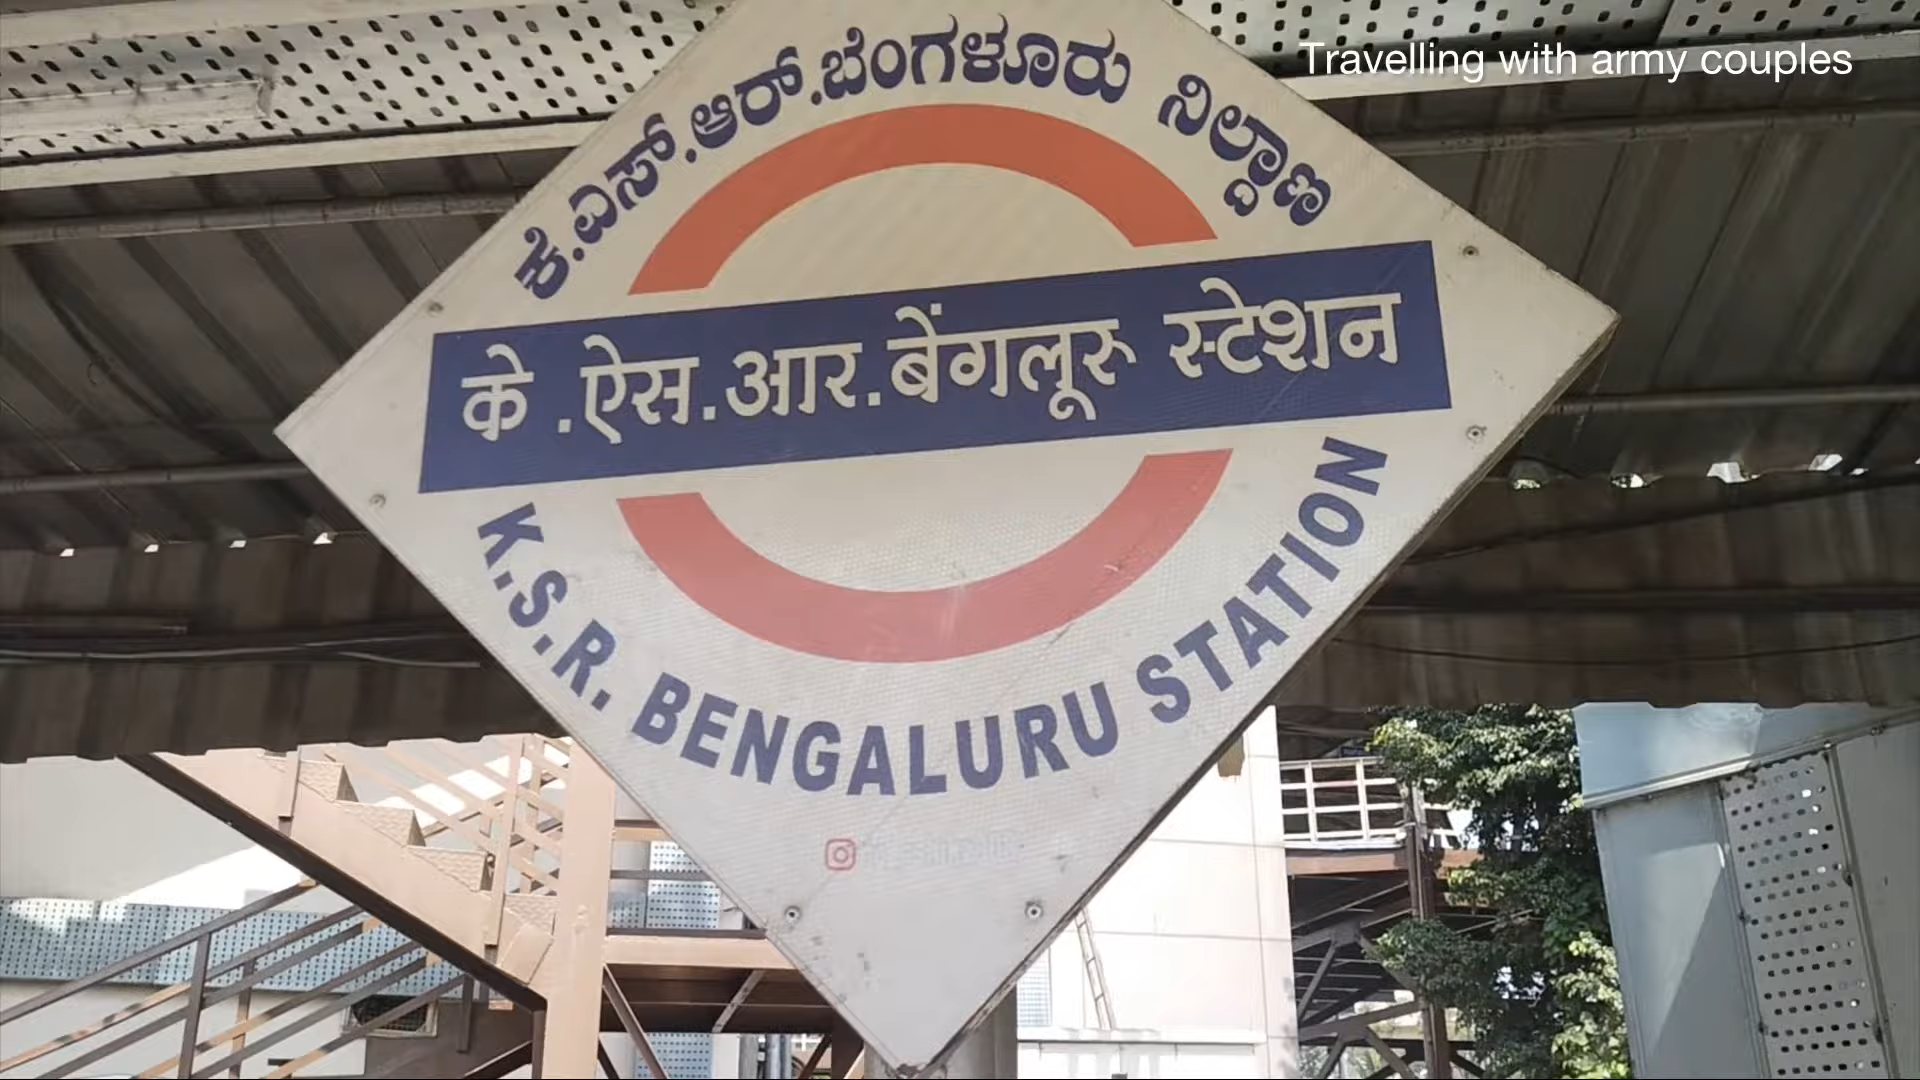 Travelling with army couples
ಕೆ.ಎಸ್.ಆರ್.ಬೆಂಗಳೂರು ನಿಲ್ದಾಣ
के .ऐस.आर.बेंगलूरू स्टेशन
K.S.R. BENGALURU STATION